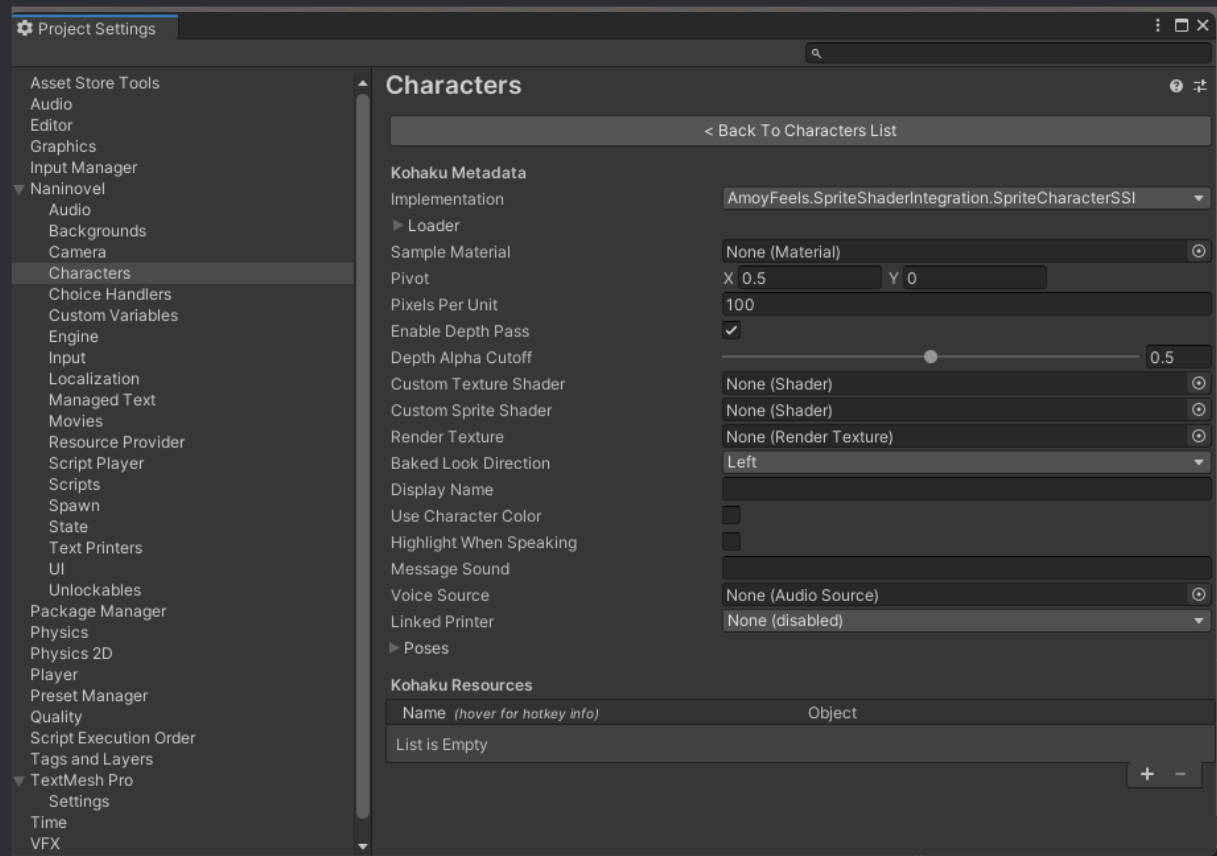 Project Settings
Asset Store Tools
Audio
Editor
Graphics
Input Manager
Naninovel
Audio
Backgrounds
Camera
Characters
Choice Handlers
Custom Variables
Engine
Input
Localization
Managed Text
Movies
Resource Provider
Script Player
Scripts
Spawn
State
Text Printers
UI
Unlockables
Package Manager
Physics
Physics 2D
Player
Preset Manager
Quality
Script Execution Order
Tags and Layers
TextMesh Pro
Settings
Time
VFX
Characters
< Back To Characters List
Kohaku Metadata
Implementation AmoyFeels.SpriteShaderIntegration.SpriteCharacterSSI
Loader
Sample Material None (Material)
Pivot X 0.5 Y 0
Pixels Per Unit 100
Enable Depth Pass
Depth Alpha Cutoff 0.5
Custom Texture Shader None (Shader)
Custom Sprite Shader None (Shader)
Render Texture None (Render Texture)
Baked Look Direction Left
Display Name
Use Character Color
Highlight When Speaking
Message Sound
Voice Source None (Audio Source)
Linked Printer None (disabled)
Poses
Kohaku Resources
Name (hover for hotkey info) Object
List is Empty